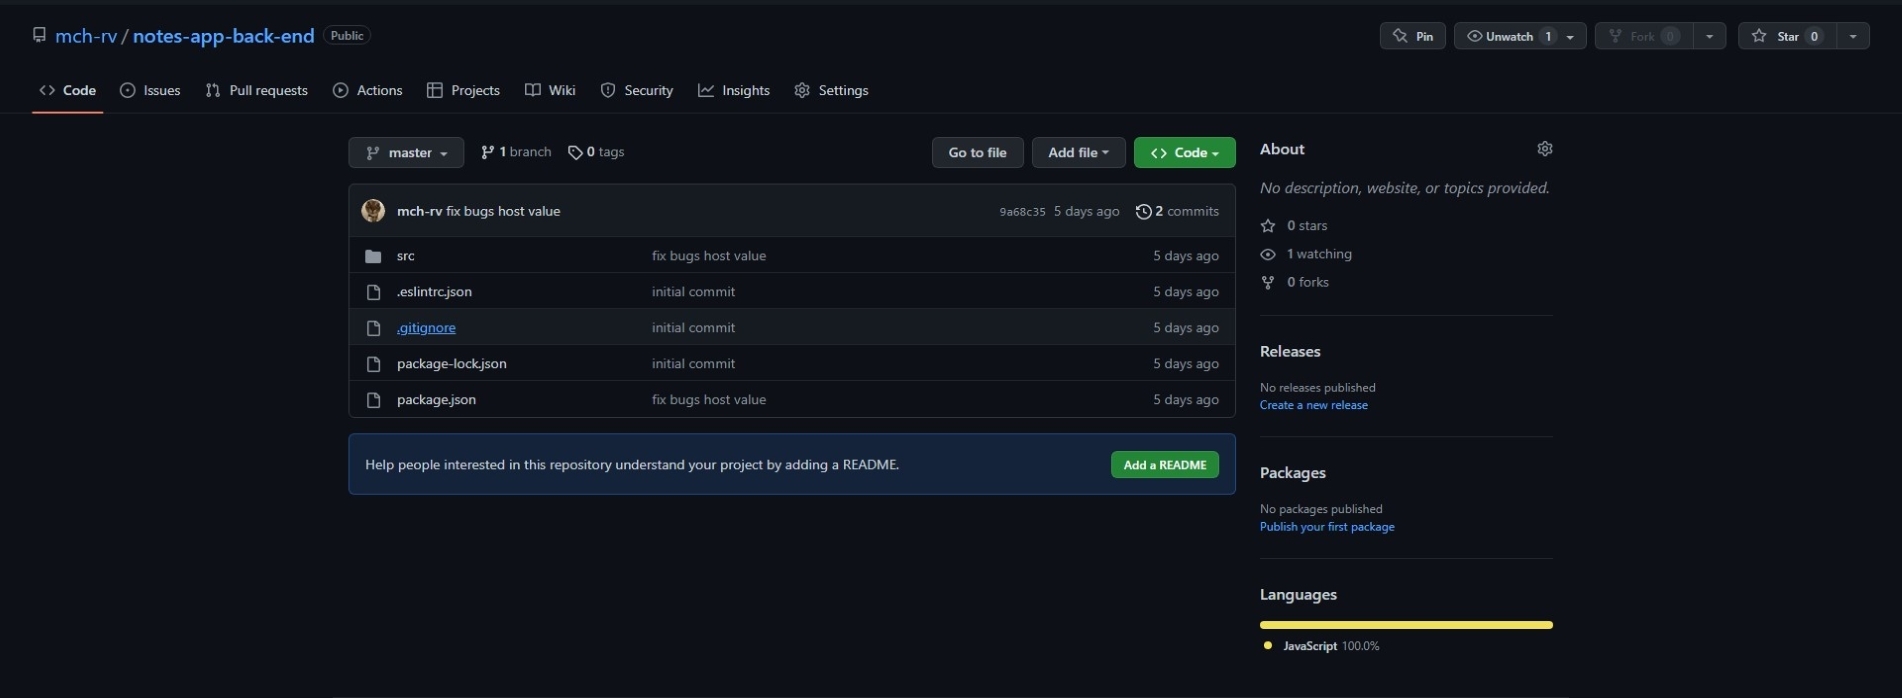 mch-rv / notes-app-back-end Public
Pin Unwatch 1 Fork 0 Star 0
Code Issues Pull requests Actions Projects Wiki Security Insights Settings
master 1 branch 0 tags Go to file Add file Code
mch-rv fix bugs host value 9a68c35 5 days ago 2 commits
src fix bugs host value 5 days ago
.eslintrc.json initial commit 5 days ago
.gitignore initial commit 5 days ago
package-lock.json initial commit 5 days ago
package.json fix bugs host value 5 days ago
Help people interested in this repository understand your project by adding a README. Add a README
About
No description, website, or topics provided.
0 stars
1 watching
0 forks
Releases
No releases published
Create a new release
Packages
No packages published
Publish your first package
Languages
JavaScript 100.0%